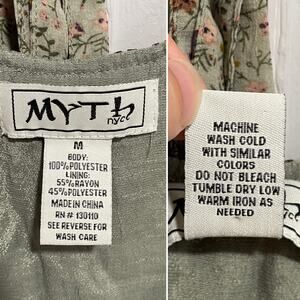 MYTH
nyc
M
BODY:
100%POLYESTER
LINING:
55%RAYON
45%POLYESTER
MADE IN CHINA
RN # 130110
SEE REVERSE FOR
WASH CARE
MACHINE
WASH COLD
WITH SIMILAR
COLORS
DO NOT BLEACH
TUMBLE DRY LOW
WARM IRON AS
NEEDED